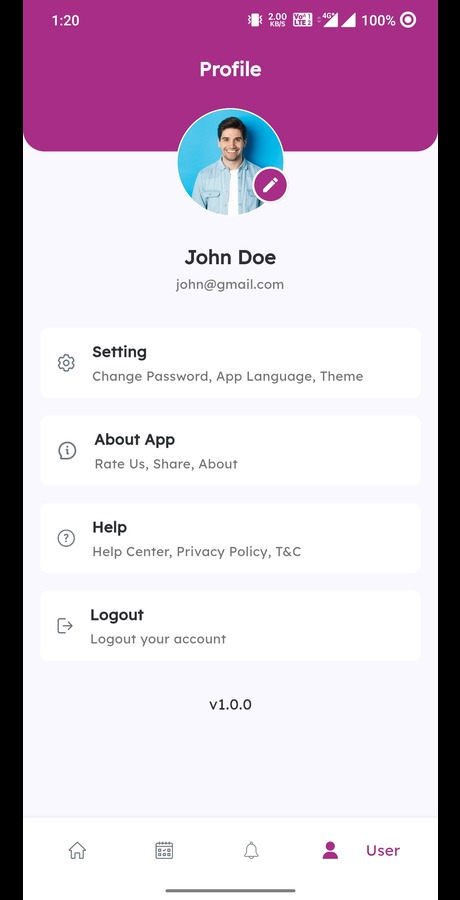 1:20 2.00 KB/S Vo 1 LTE 2 4G+ 100%
Profile
John Doe
john@gmail.com
Setting
Change Password, App Language, Theme
About App
Rate Us, Share, About
Help
Help Center, Privacy Policy, T&C
Logout
Logout your account
v1.0.0
User